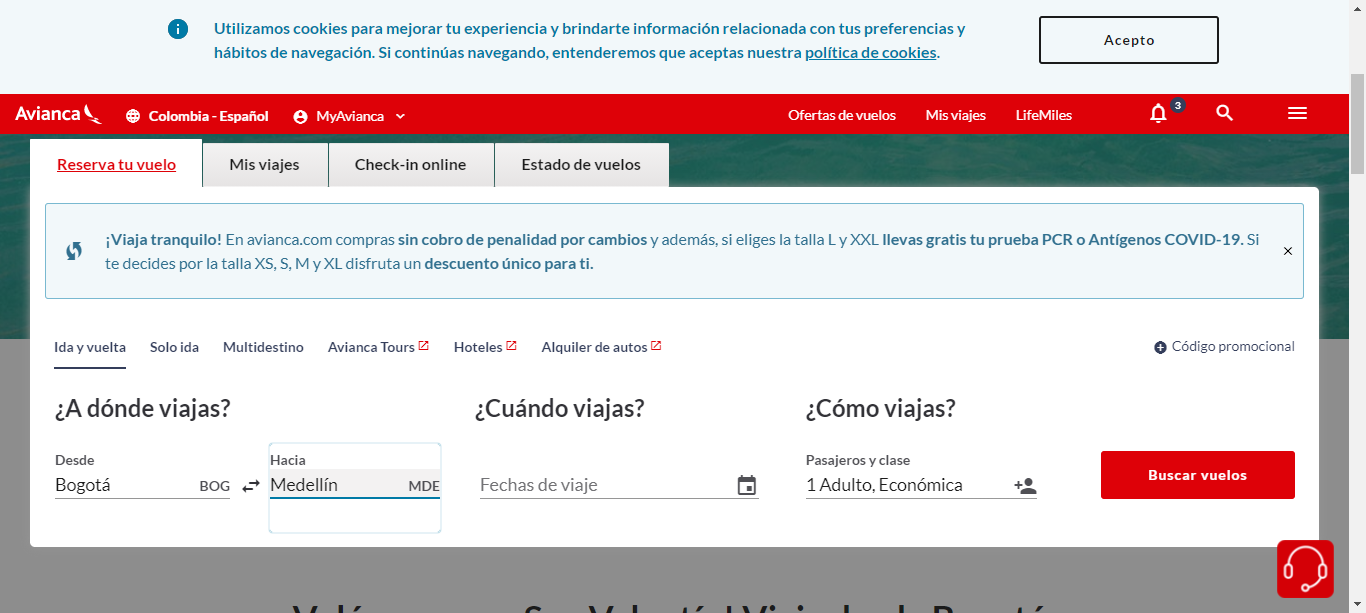 Utilizamos cookies para mejorar tu experiencia y brindarte información relacionada con tus preferencias y
hábitos de navegación. Si continúas navegando, entenderemos que aceptas nuestra política de cookies.
Acepto
Avianca
Colombia - Español
MyAvianca
Ofertas de vuelos
Mis viajes
LifeMiles
3
Reserva tu vuelo
Mis viajes
Check-in online
Estado de vuelos
¡Viaja tranquilo! En avianca.com compras sin cobro de penalidad por cambios y además, si eliges la talla L y XXL llevas gratis tu prueba PCR o Antígenos COVID-19. Si
te decides por la talla XS, S, M y XL disfruta un descuento único para ti.
Ida y vuelta
Solo ida
Multidestino
Avianca Tours
Hoteles
Alquiler de autos
Código promocional
¿A dónde viajas?
¿Cuándo viajas?
¿Cómo viajas?
Desde
Hacia
Pasajeros y clase
Bogotá BOG
Medellín MDE
Fechas de viaje
1 Adulto, Económica
Buscar vuelos